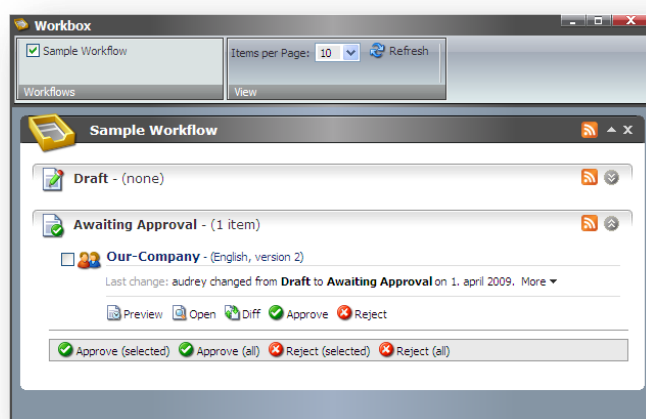 Workbox
Sample Workflow
Items per Page: 10 Refresh
Workflows
View
Sample Workflow
Draft - (none)
Awaiting Approval - (1 item)
Our-Company - (English, version 2)
Last change: audrey changed from Draft to Awaiting Approval on 1. april 2009. More
Preview Open Diff Approve Reject
Approve (selected) Approve (all) Reject (selected) Reject (all)